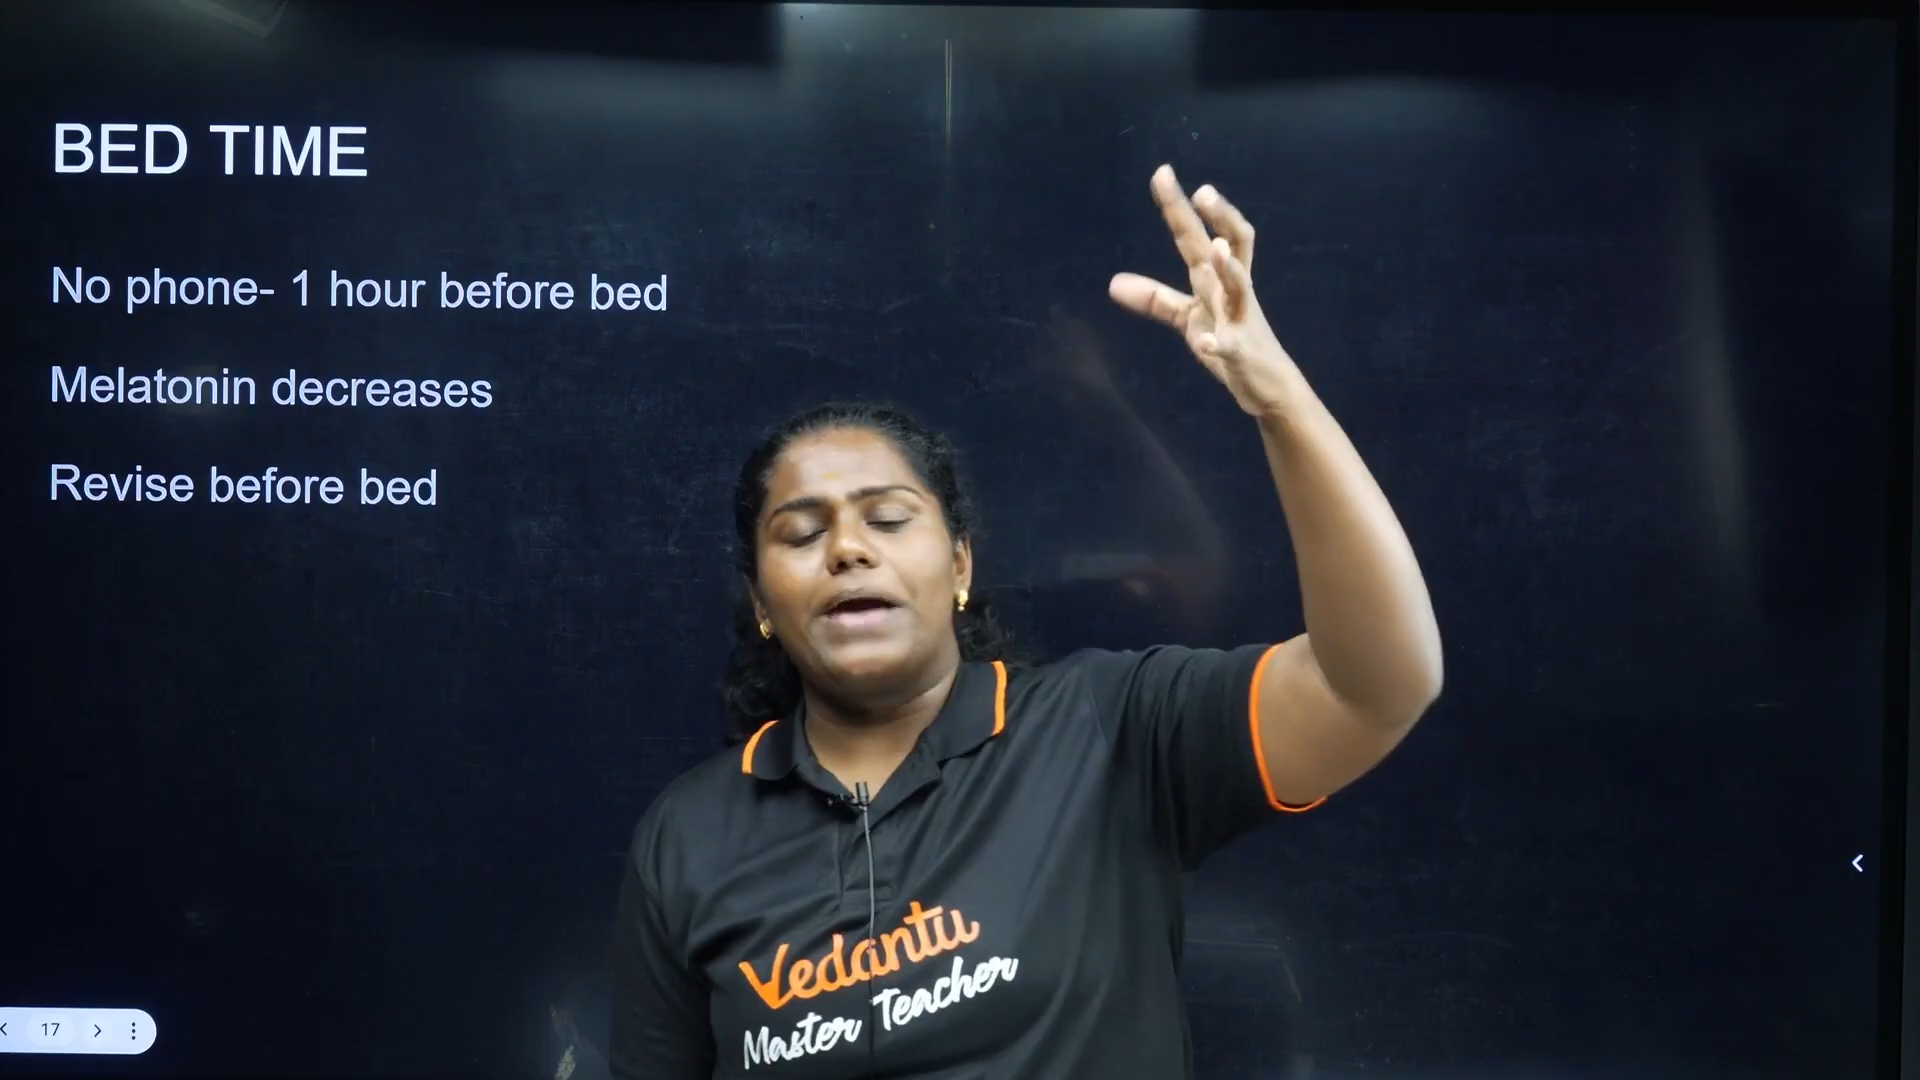 BED TIME
No phone- 1 hour before bed
Melatonin decreases
Revise before bed
Vedantu
Master Teacher
17